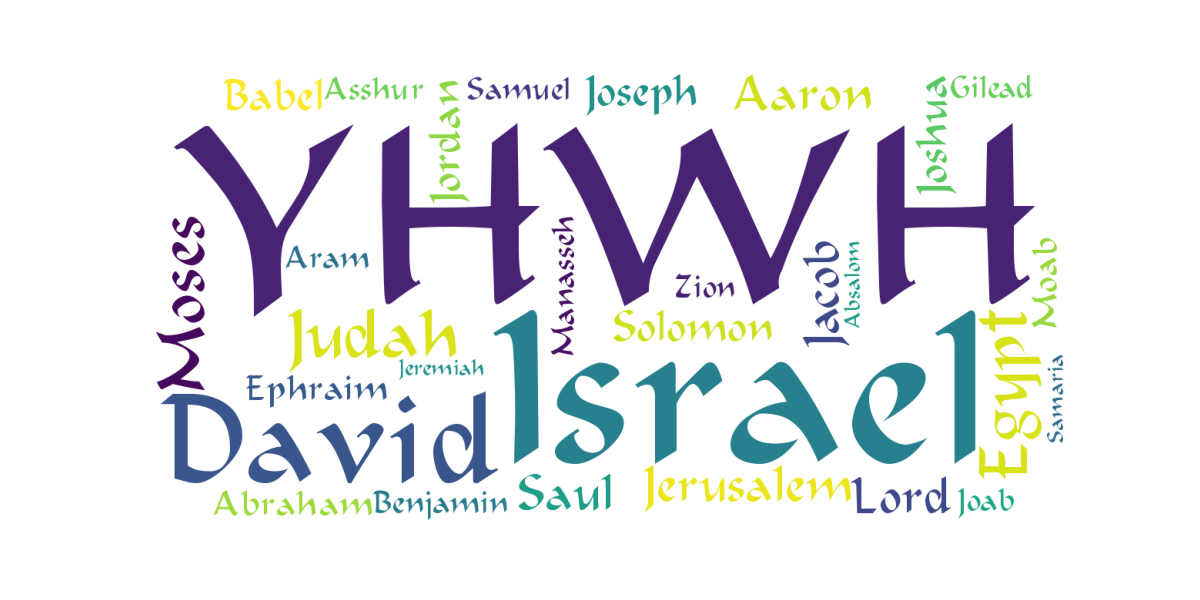 Babel Asshur Jordan Samuel Joseph Aaron Joshua Gilead
YHWH
Moses Aram Manasseh Zion Jacob Absalom Moab
Judah Solomon
Jeremiah Israel Egypt Samaria
Ephraim
David
Abraham Benjamin Saul Jerusalem Lord Joab